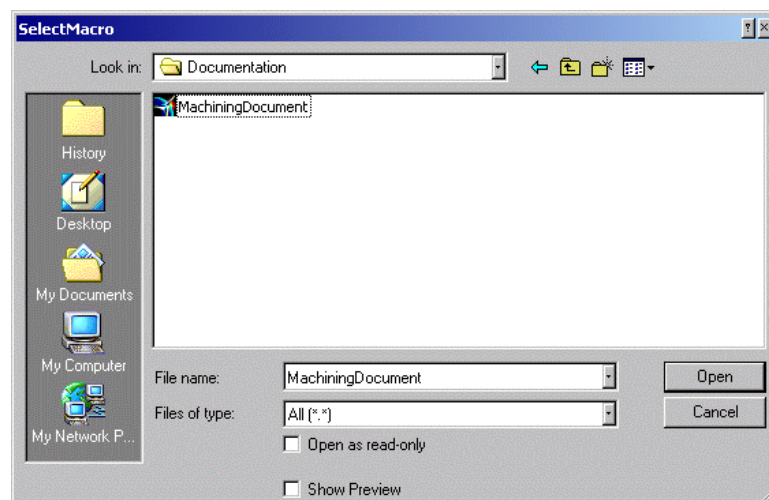 SelectMacro
Look in:
Documentation
MachiningDocument
History
Desktop
My Documents
My Computer
My Network P...
File name:
MachiningDocument
Open
Files of type:
All (*.*)
Cancel
Open as read-only
Show Preview